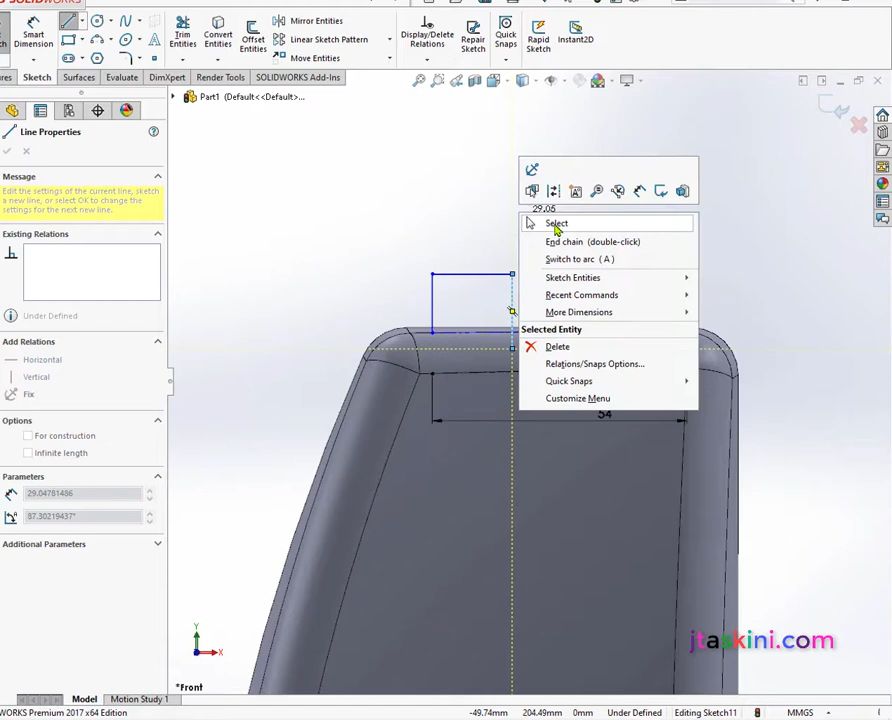 Smart Dimension
Trim Entities
Convert Entities
Offset Entities
Mirror Entities
Linear Sketch Pattern
Move Entities
Display/Delete Relations
Repair Sketch
Quick Snaps
Rapid Sketch
Instant2D
Sketch
Surfaces
Evaluate
DimXpert
Render Tools
SOLIDWORKS Add-Ins
Part1 (Default<<Default>...
Line Properties
Message
Edit the settings of the current line, sketch
a new line, or select OK to change the
settings for the next new line.
Existing Relations
Under Defined
Add Relations
Horizontal
Vertical
Fix
Options
For construction
Infinite length
Parameters
29.04781486
87.30219437°
Additional Parameters
29.05
Select
End chain (double-click)
Switch to arc (A)
Sketch Entities
Recent Commands
More Dimensions
Selected Entity
Delete
Relations/Snaps Options...
Quick Snaps
Customize Menu
54
Y
X
*Front
jtaskini.com
Model
Motion Study 1
WORKS Premium 2017 x64 Edition
-49.74mm
204.49mm
0mm
Under Defined
Editing Sketch11
MMGS